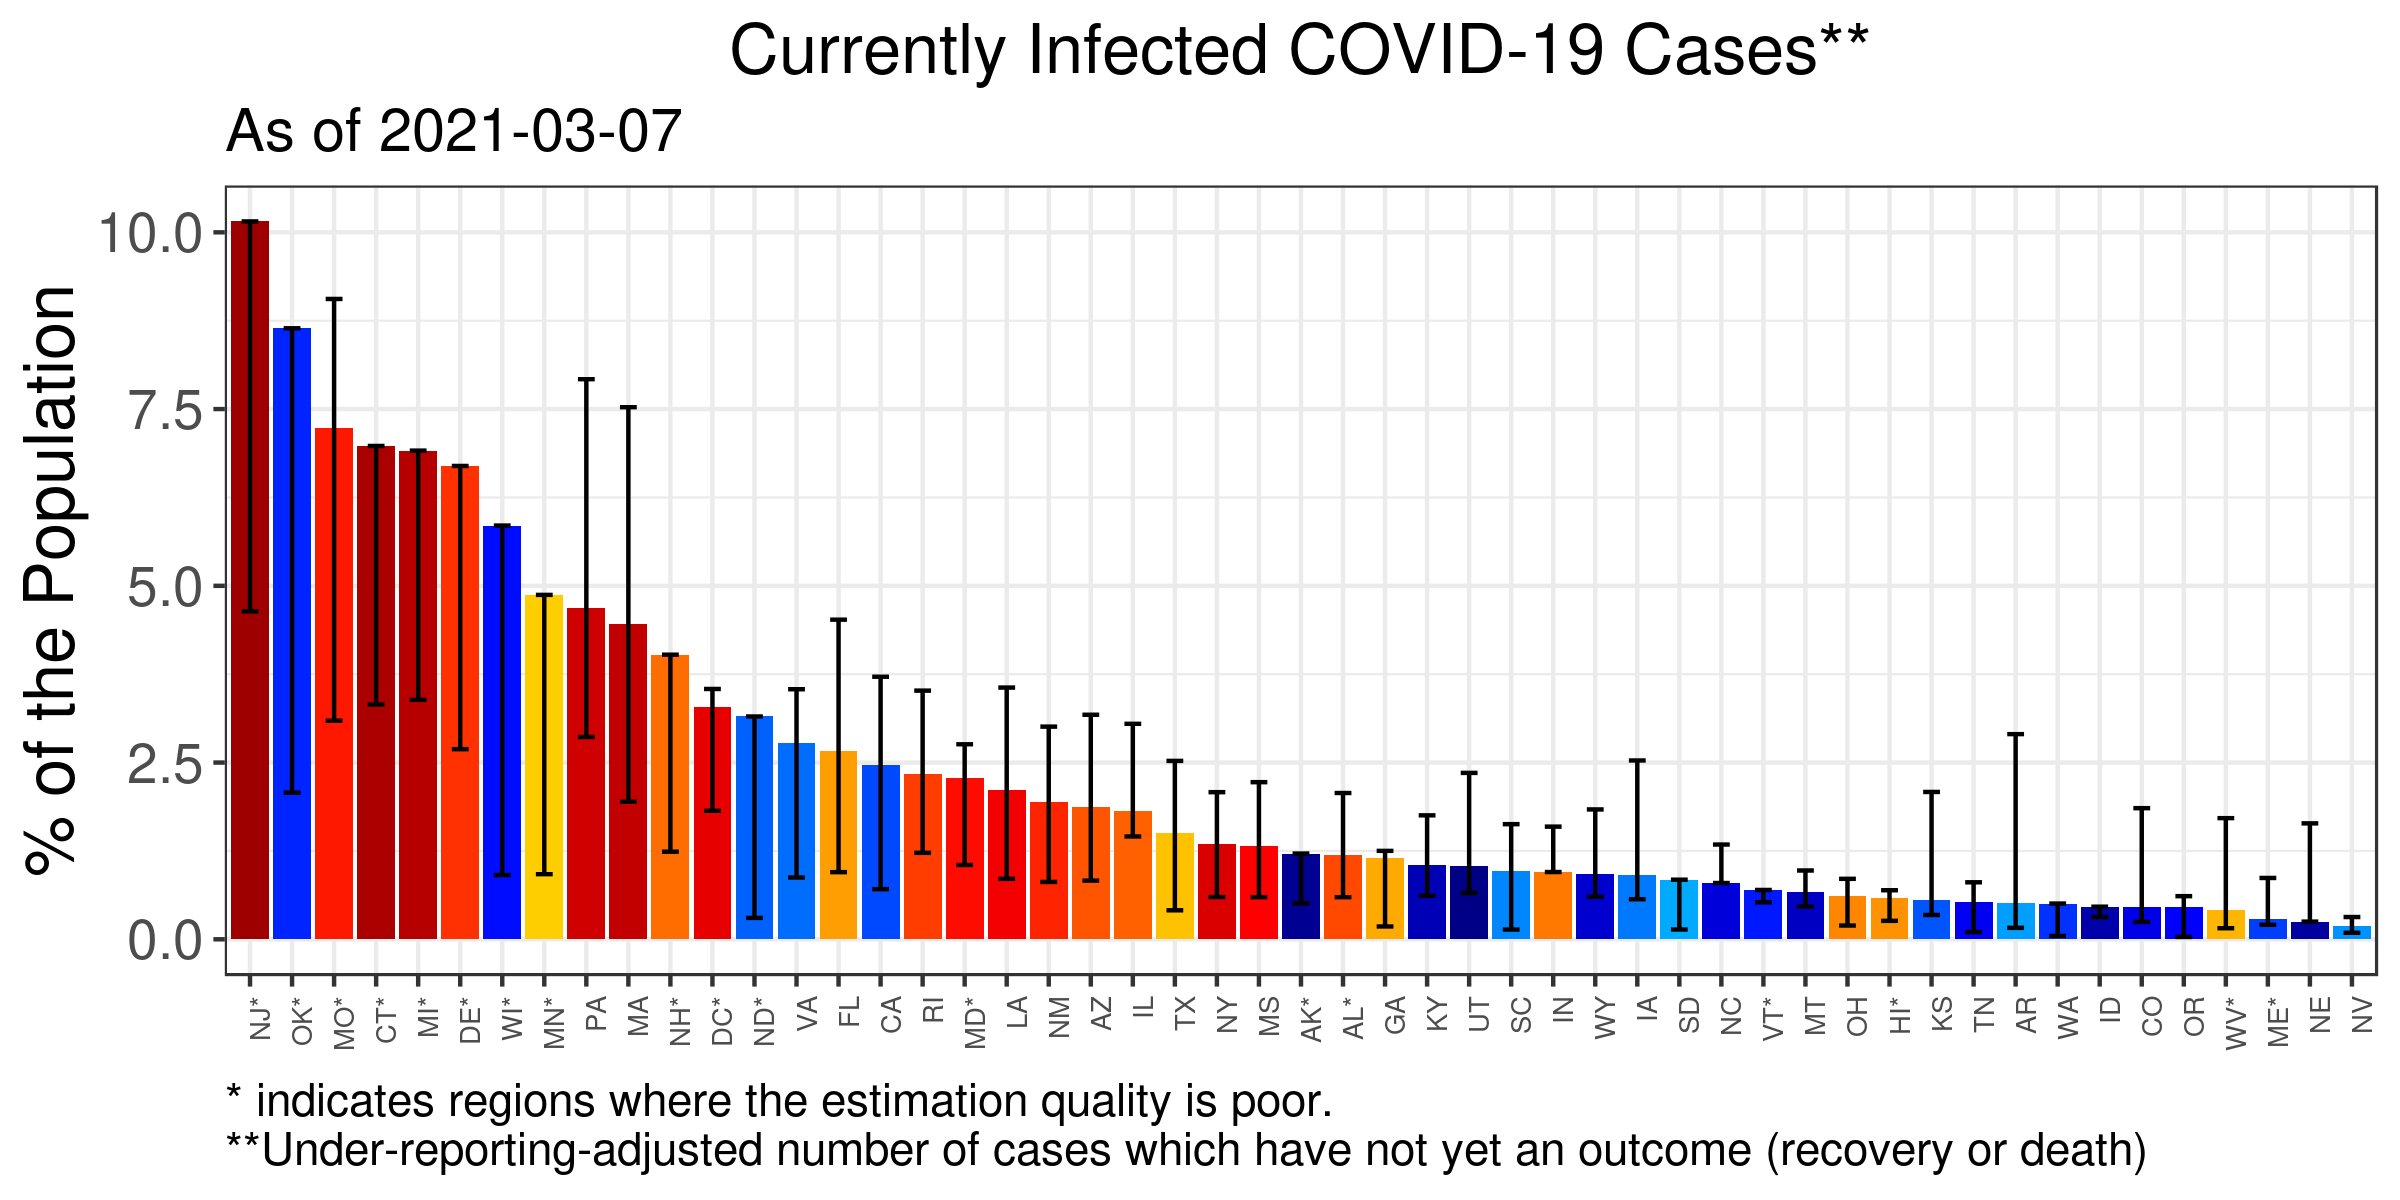 Currently Infected COVID-19 Cases**
As of 2021-03-07
% of the Population
10.0
7.5
5.0
2.5
0.0
NJ* OK* MO* CT* MI* DE* WI* MN* PA MA NH* DC* ND* VA FL CA RI MD* LA NM AZ IL TX NY MS AK* AL* GA KY UT SC IN WY IA SD NC VT* MT OH HI* KS TN AR WA ID CO OR WV* ME* NE NV
* indicates regions where the estimation quality is poor.
**Under-reporting-adjusted number of cases which have not yet an outcome (recovery or death)